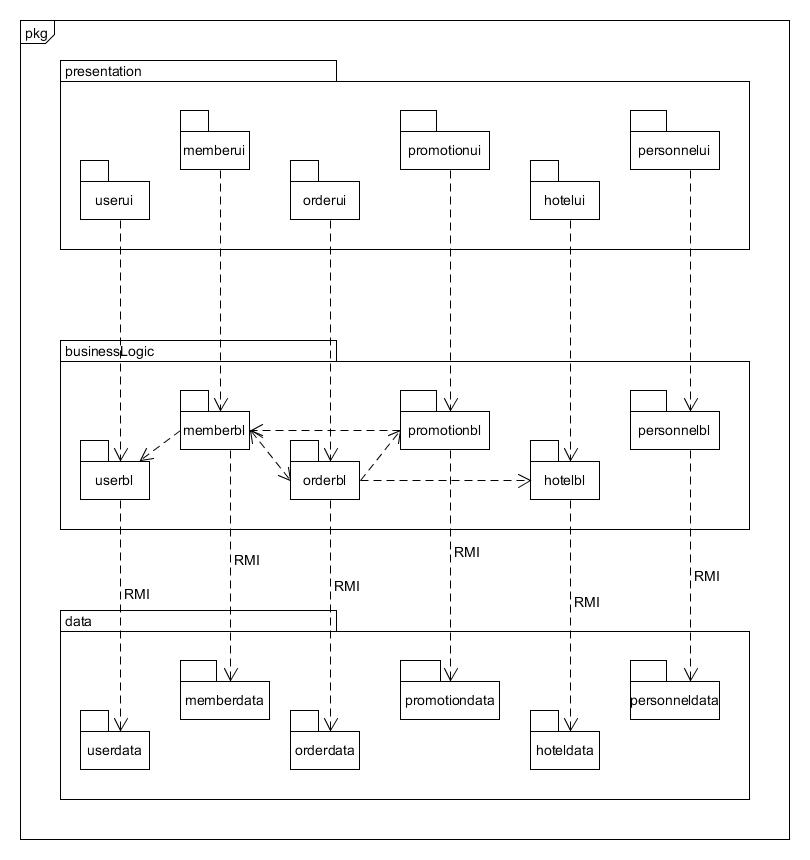 pkg
presentation
memberui
promotionui
personnelui
userui
orderui
hotelui
businessLogic
memberbl
promotionbl
personnelbl
userbl
orderbl
hotelbl
RMI
RMI
RMI
RMI
RMI
RMI
data
memberdata
promotiondata
personneldata
userdata
orderdata
hoteldata